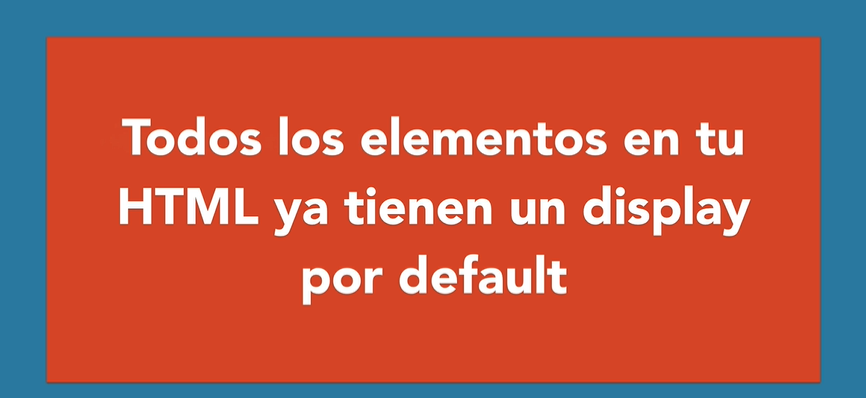 Todos los elementos en tu
HTML ya tienen un display
por default